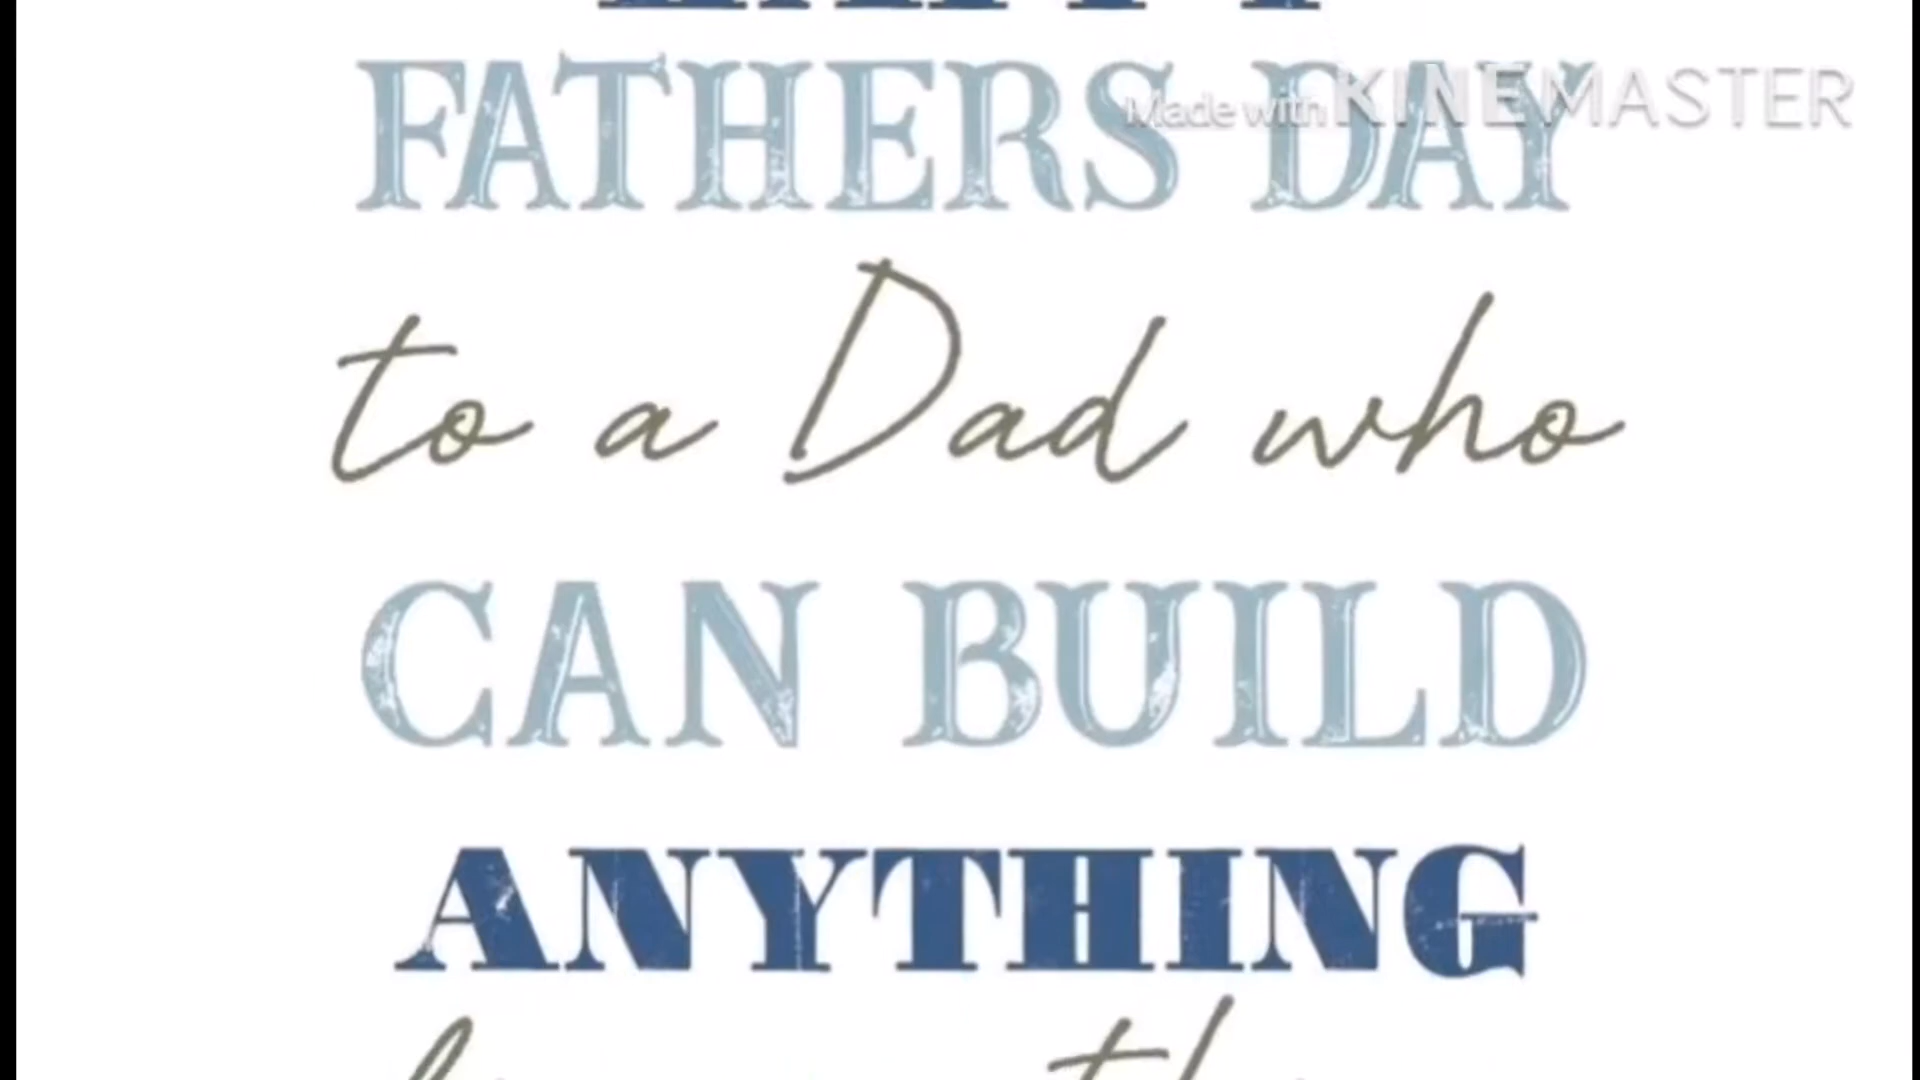 FATHERS DAY
Made with KINEMASTER
to a Dad who
CAN BUILD
ANYTHING